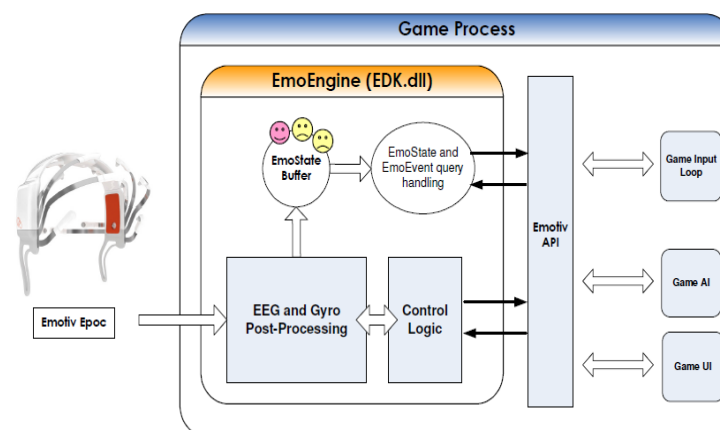 Game Process
EmoEngine (EDK.dll)
EmoState
Buffer
EmoState and
EmoEvent query
handling
Game Input
Loop
Emotiv
API
EEG and Gyro
Post-Processing
Control
Logic
Game AI
Emotiv Epoc
Game UI